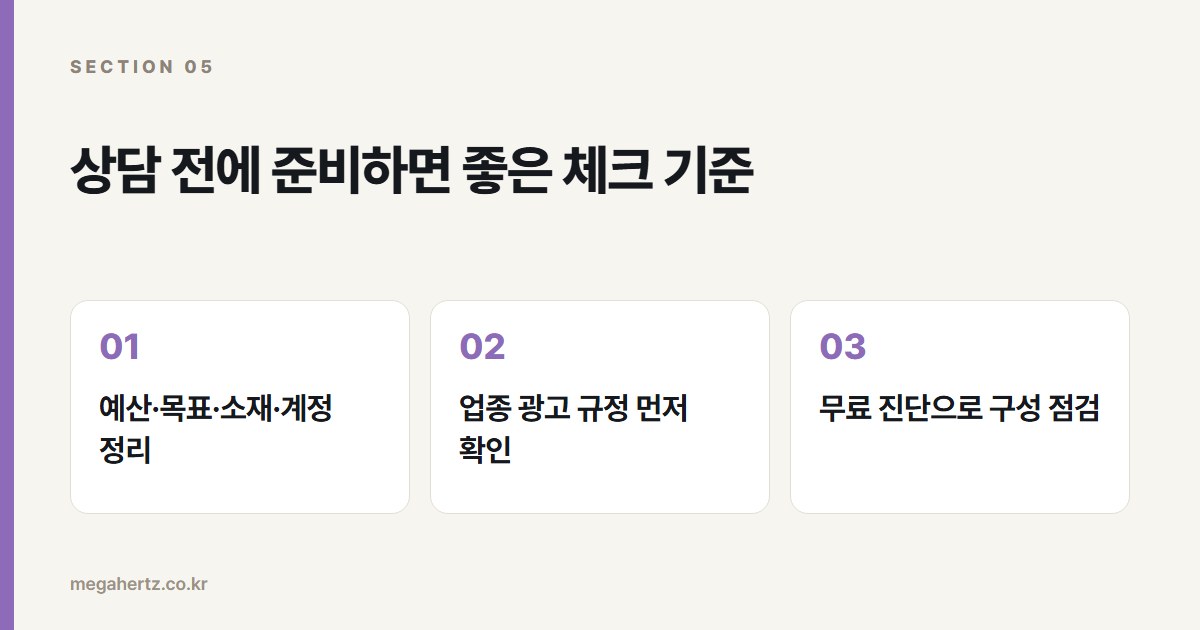 SECTION 05
상담 전에 준비하면 좋은 체크 기준
01
예산·목표·소재·계정
정리
02
업종 광고 규정 먼저
확인
03
무료 진단으로 구성 점검
megahertz.co.kr